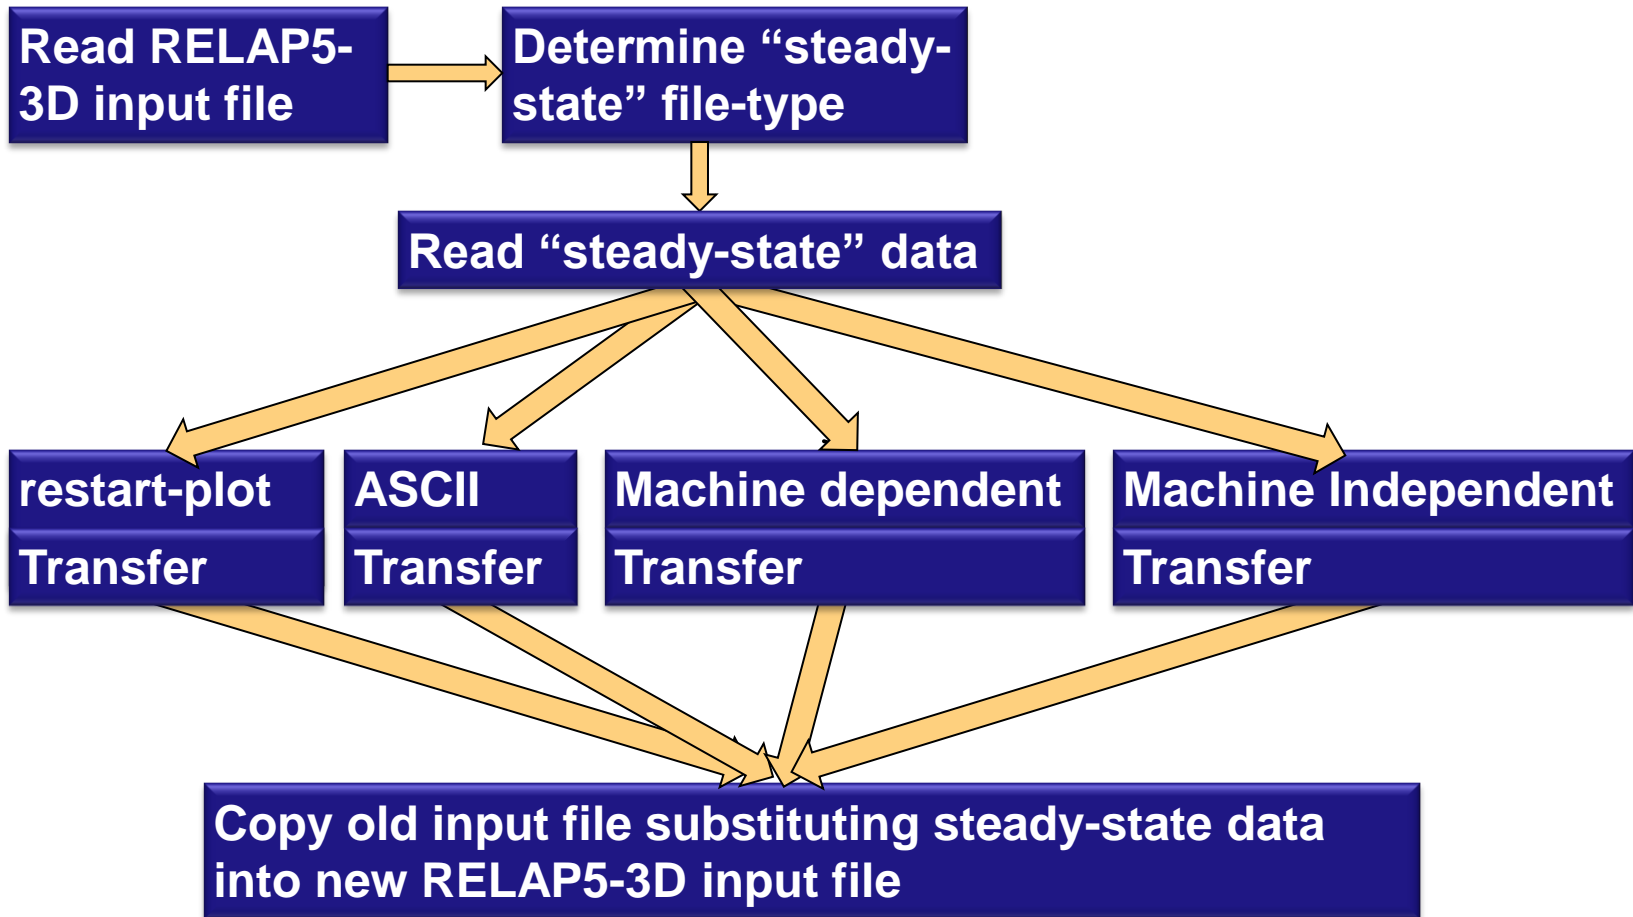 Read RELAP5-
3D input file
Determine “steady-
state” file-type
Read “steady-state” data
restart-plot
ASCII
Machine dependent
Machine Independent
Transfer
Transfer
Transfer
Transfer
Copy old input file substituting steady-state data
into new RELAP5-3D input file